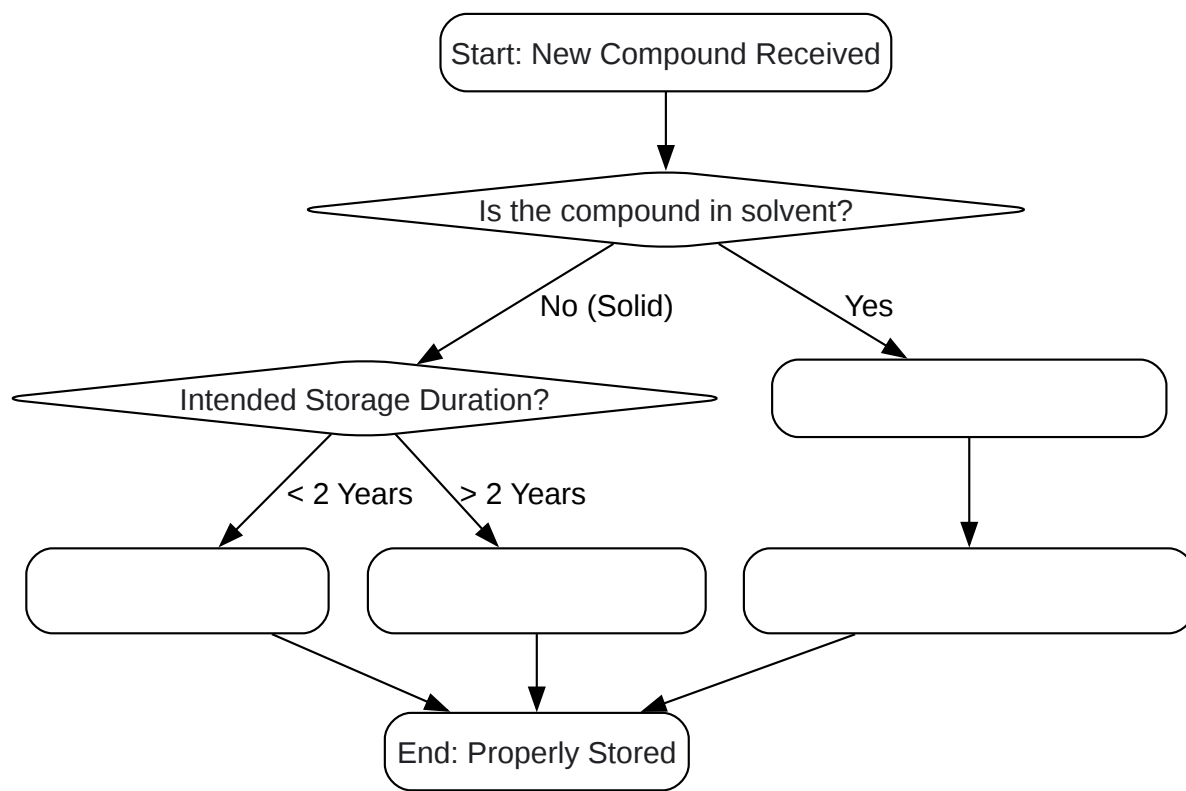 Start: New Compound Received
Is the compound in solvent?
No (Solid)
Yes
Intended Storage Duration?
< 2 Years
> 2 Years
End: Properly Stored